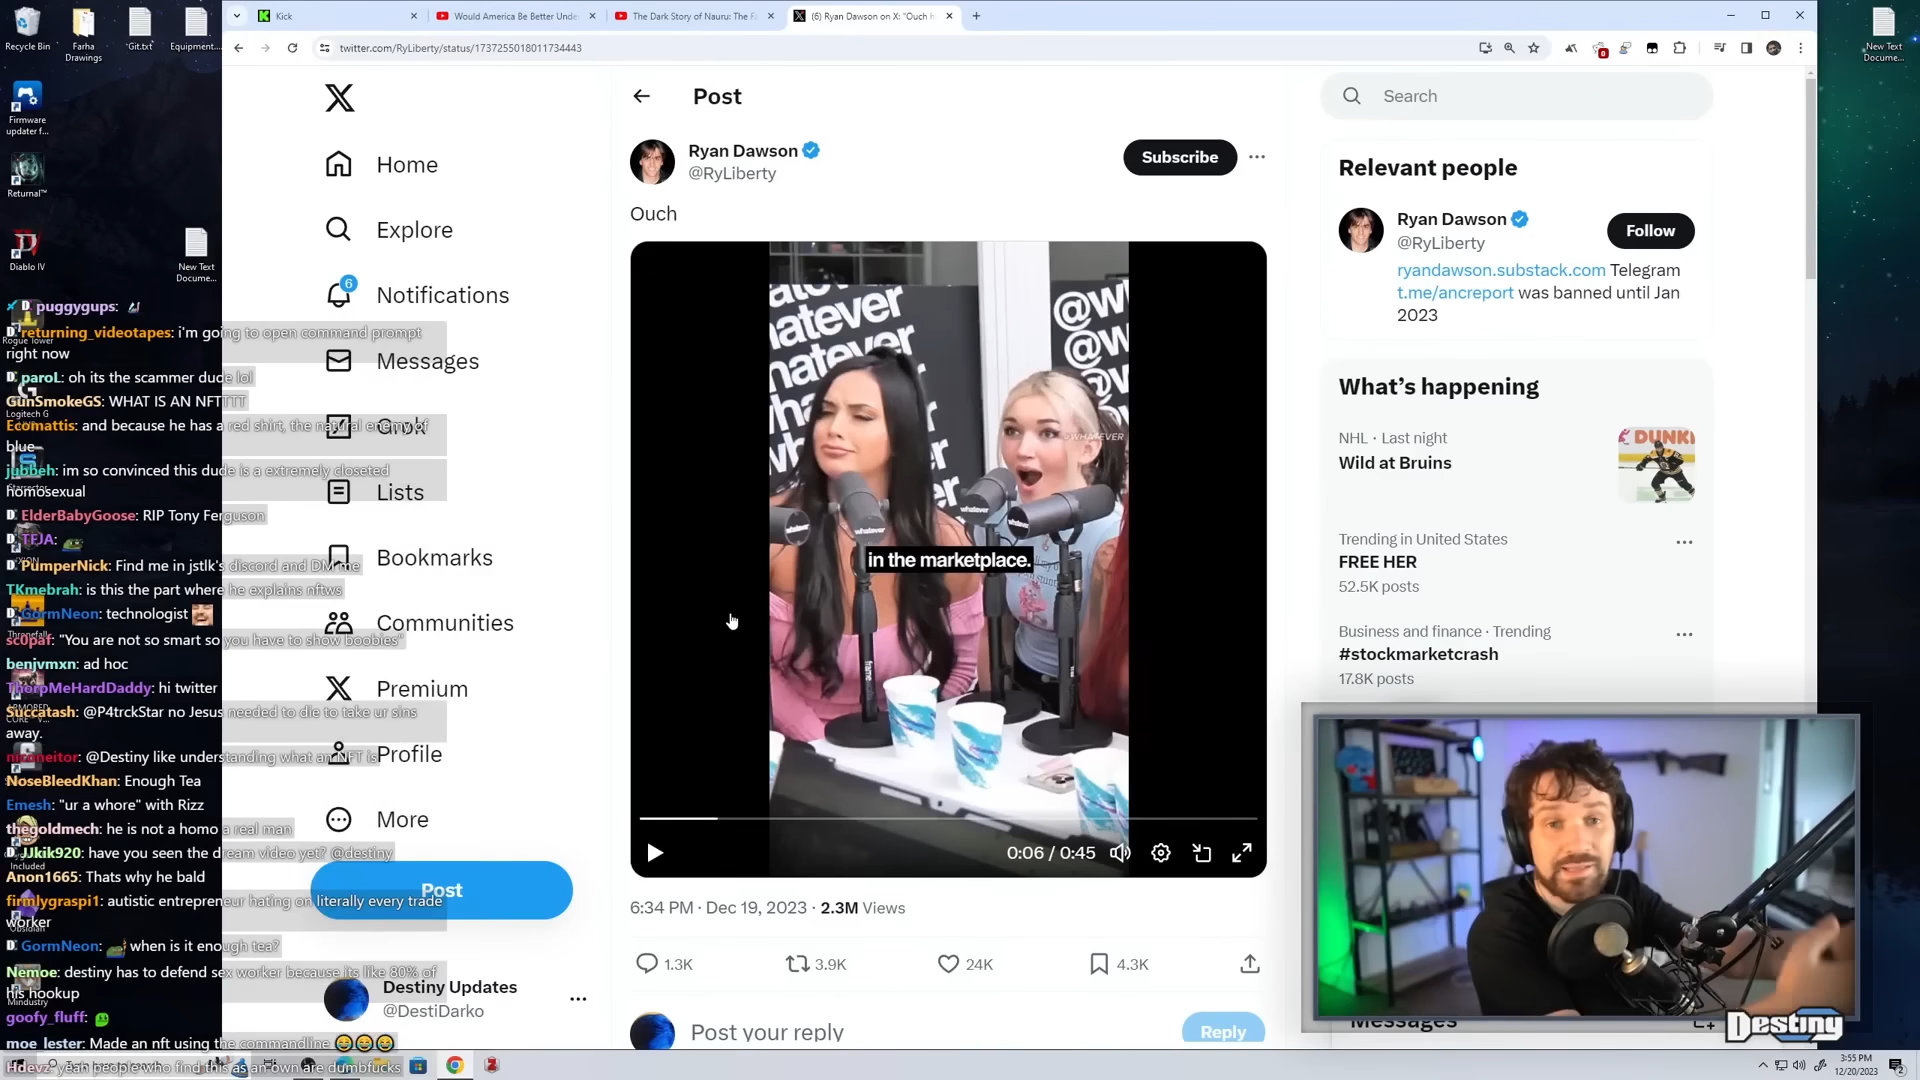 Kick
Would America Be Better Unde
The Dark Story of Nauru: The Fa
(6) Ryan Dawson on X: "Ouch h
twitter.com/RyLiberty/status/1737255018011734443
Recycle Bin
Farha Drawings
Git.txt
Equipment....
New Text Docume...
Firmware updater f...
Returnal™
Diablo IV
New Text Docume...
Home
Explore
6
Notifications
Messages
Grok
Lists
Bookmarks
Communities
Premium
Profile
More
Post
Destiny Updates
@DestiDarko
puggygups:
returning_videotapes: i'm going to open command prompt
right now
paroL: oh its the scammer dude lol
GunSmokeGS: WHAT IS AN NFTTTT
Ecomattis: and because he has a red shirt, the natural enemy of
blue
jubbeh: im so convinced this dude is a extremely closeted
homosexual
ElderBabyGoose: RIP Tony Ferguson
TEJA:
PumperNick: Find me in jstlk's discord and DM me
TKmebrah: is this the part where he explains nftws
GormNeon: technologist
sc0paf: "You are not so smart so you have to show boobies"
benjvmxn: ad hoc
ThorpMeHardDaddy: hi twitter
Succatash: @P4trckStar no Jesus needed to die to take ur sins
away.
@Destiny like understanding what an NFT is
NoseBleedKhan: Enough Tea
Emesh: "ur a whore" with Rizz
thegoldmech: he is not a homo a real man
JJkik920: have you seen the dream video yet? @destiny
Anon1665: Thats why he bald
firmlygraspi1: autistic entrepreneur hating on literally every trade
worker
GormNeon: when is it enough tea?
Nemoe: destiny has to defend sex worker because its like 80% of
his hookup
goofy_fluff:
moe_lester: Made an nft using the commandline
Hdevz: yeah people who find this as an own are dumbfucks
Post
Ryan Dawson
@RyLiberty
Subscribe
Ouch
@WHATEVER
whatever
in the marketplace.
0:06 / 0:45
6:34 PM · Dec 19, 2023 · 2.3M Views
1.3K
3.9K
24K
4.3K
Post your reply
Reply
Search
Relevant people
Ryan Dawson
@RyLiberty
Follow
ryandawson.substack.com Telegram
t.me/ancreport was banned until Jan
2023
What's happening
NHL · Last night
Wild at Bruins
Trending in United States
FREE HER
52.5K posts
Business and finance · Trending
#stockmarketcrash
17.8K posts
Messages
Destiny
3:55 PM
12/20/2023